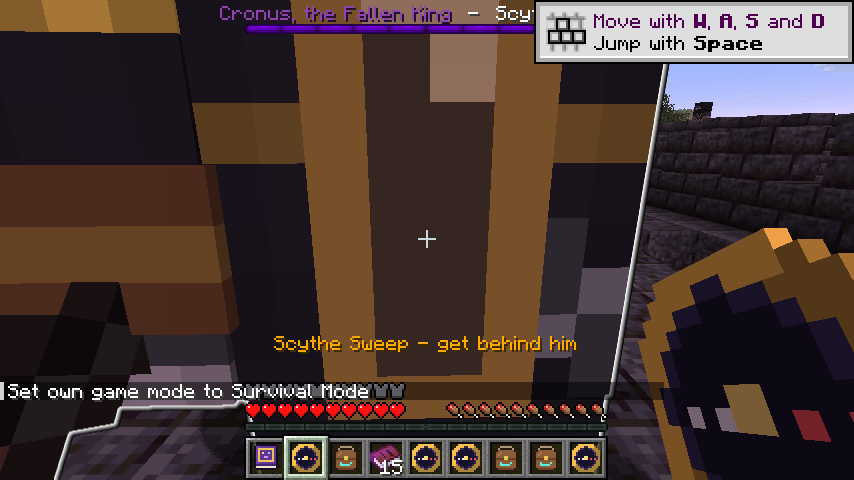 Cronus, the Fallen King – Scy
Move with W, A, S and D
Jump with Space
Scythe Sweep – get behind him
Set own game mode to Survival Mode
15